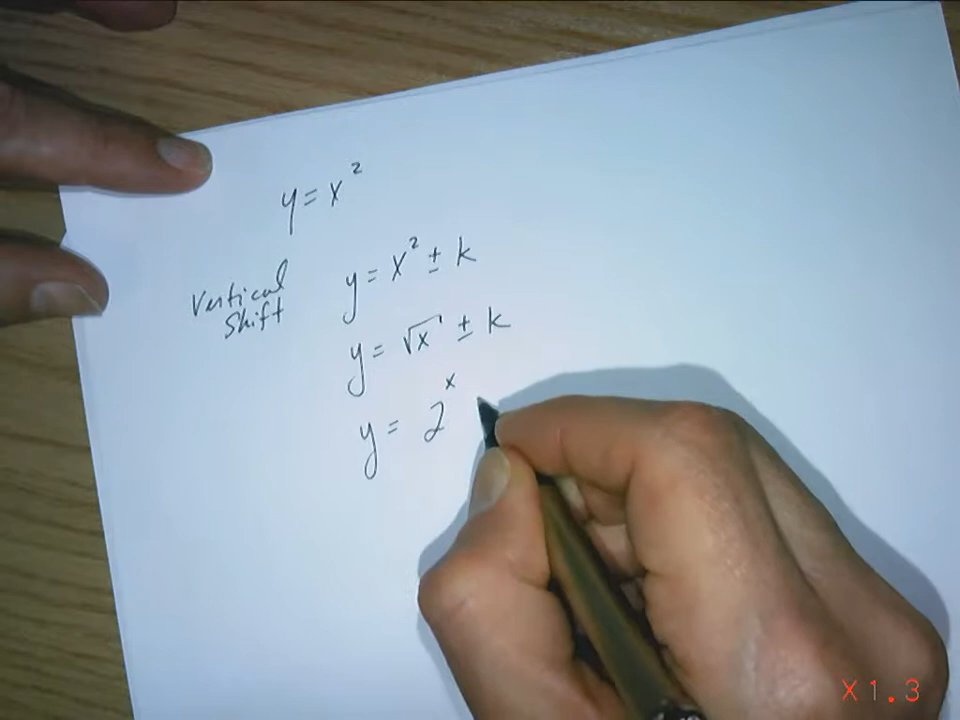 y = x²
Vertical Shift
y = x² ± k
y = √x ± k
y = 2ˣ
X1.3